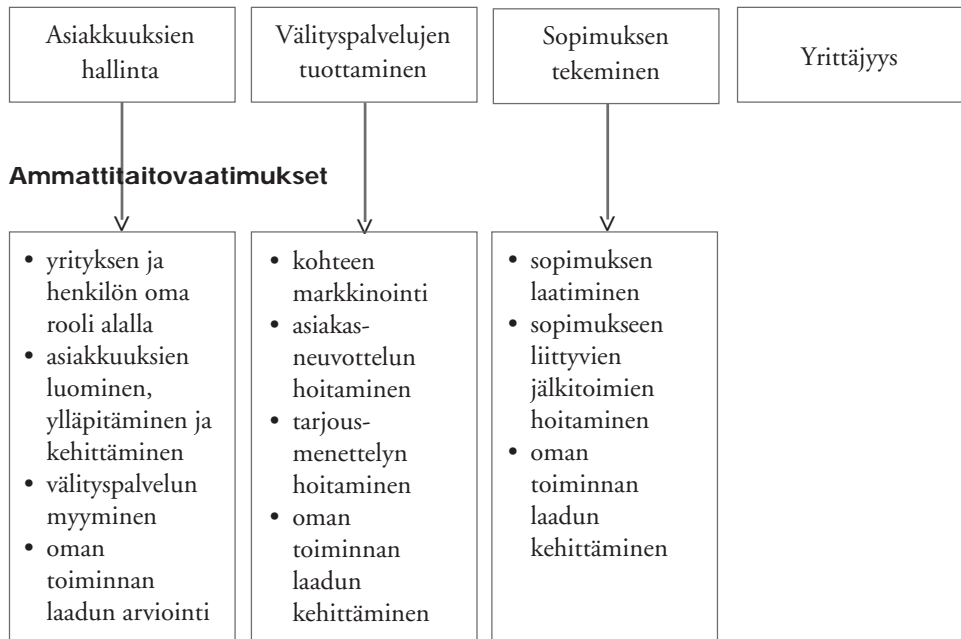 Asiakkuuksien
hallinta
Välityspalvelujen
tuottaminen
Sopimuksen
tekeminen
Yrittäjyys
Ammattitaitovaatimukset
• yrityksen ja
henkilön oma
rooli alalla
• asiakkuuksien
luominen,
ylläpitäminen ja
kehittäminen
• välityspalvelun
myyminen
• oman
toiminnan
laadun arviointi
• kohteen
markkinointi
• asiakas-
neuvottelun
hoitaminen
• tarjous-
menettelyn
hoitaminen
• oman
toiminnan
laadun
kehittäminen
• sopimuksen
laatiminen
• sopimukseen
liittyvien
jälkitoimien
hoitaminen
• oman
toiminnan
laadun
kehittäminen